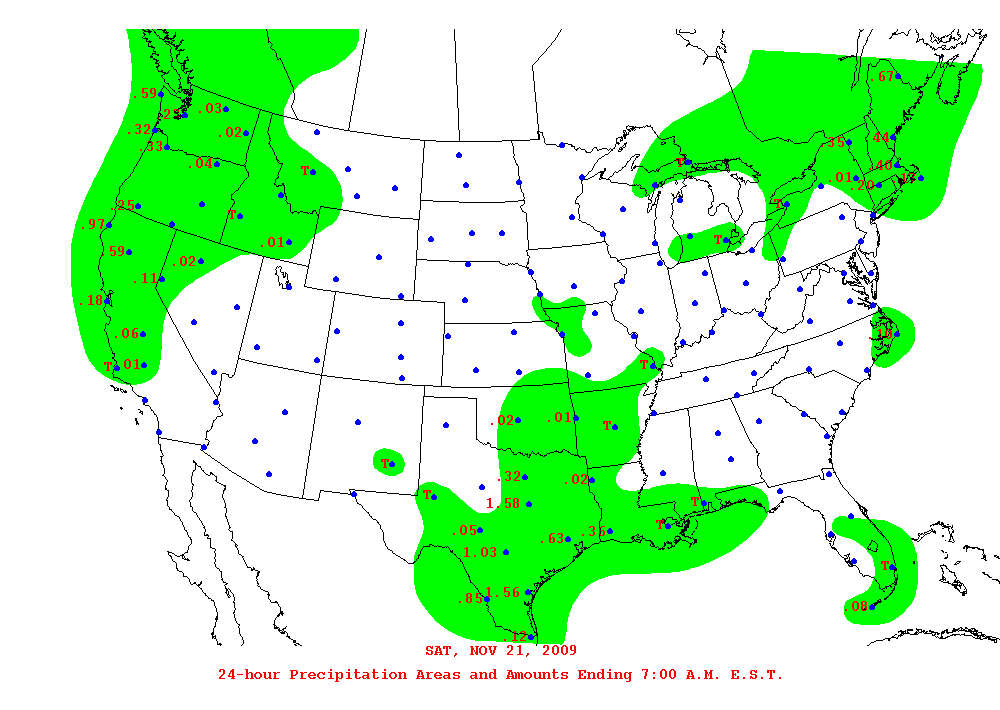 .67
.59
.03
.32
.02
.44
.35
.33
.04
T
T
.40
.01
.20
.25
T
T
.97
T
.01
.59
.02
.11
.18
.06
T
.01
T
.02
.01
T
T
.32
.02
T
1.58
T
T
.05
.63
.36
1.03
T
.85
1.56
.08
.12
SAT, NOV 21, 2009
24-hour Precipitation Areas and Amounts Ending 7:00 A.M. E.S.T.